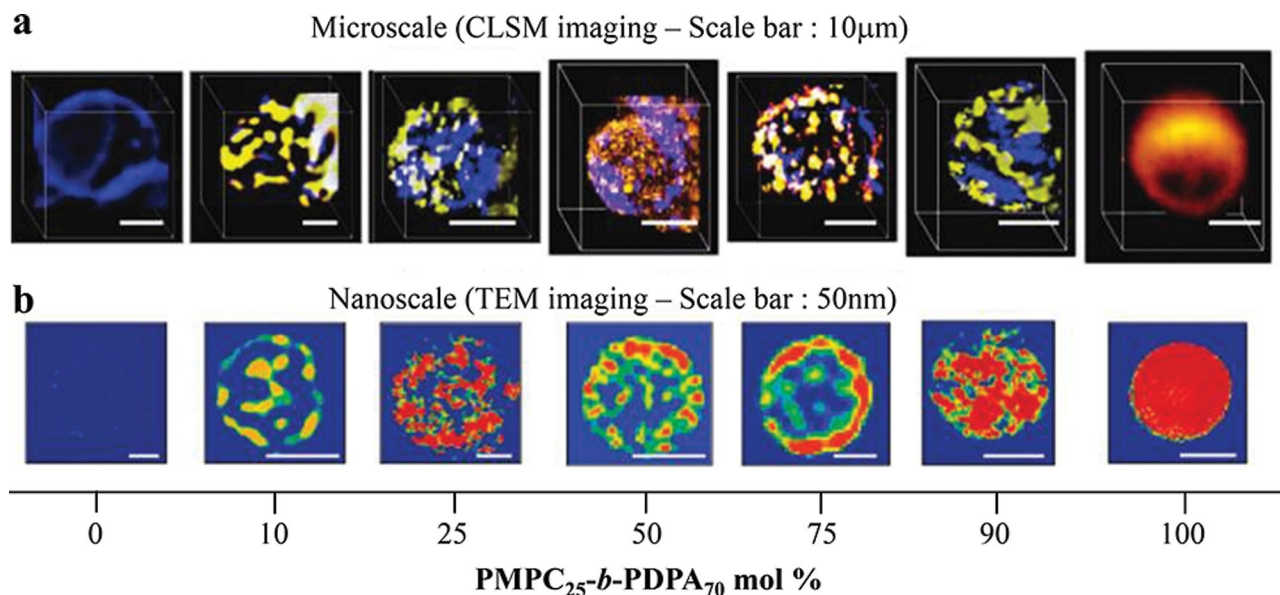 a
Microscale (CLSM imaging – Scale bar : 10μm)
b
Nanoscale (TEM imaging – Scale bar : 50nm)
0 10 25 50 75 90 100
PMPC₂₅-b-PDPA₇₀ mol %